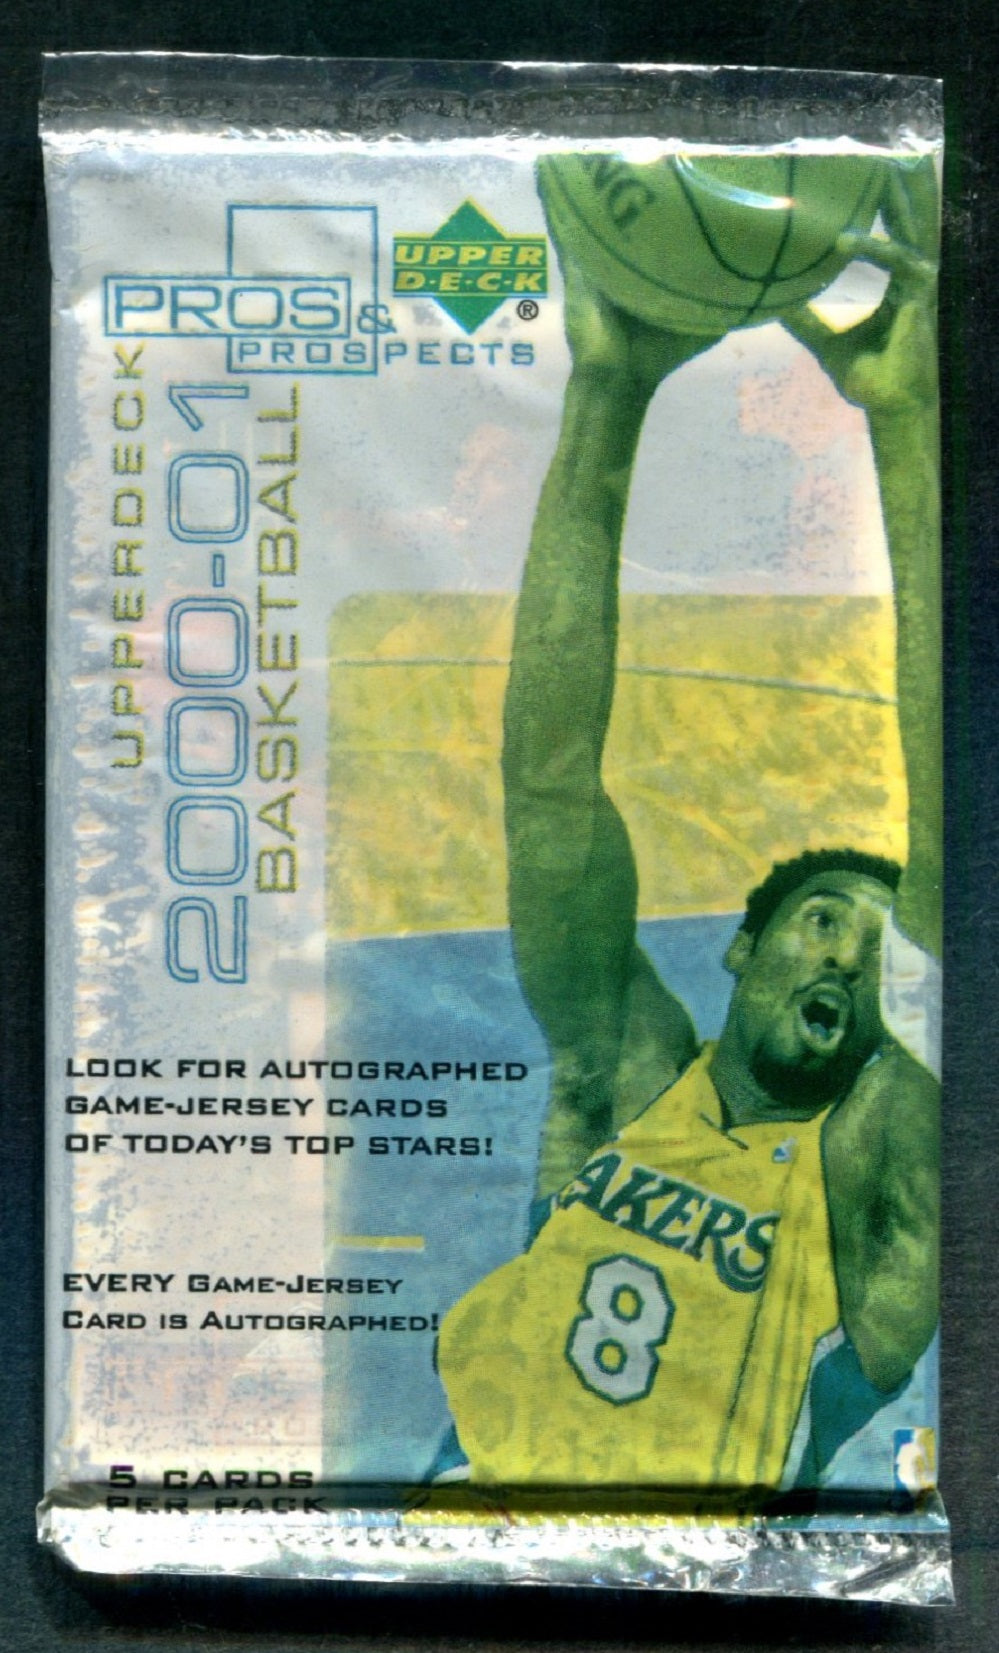 PROS &
PROSPECTS
UPPER
D·E·C·K
®
UPPERDECK
2000-01
BASKETBALL
NG
LOOK FOR AUTOGRAPHED
GAME-JERSEY CARDS
OF TODAY'S TOP STARS!
AKERS
8
EVERY GAME-JERSEY
CARD IS AUTOGRAPHED!
5 CARDS
PER PACK